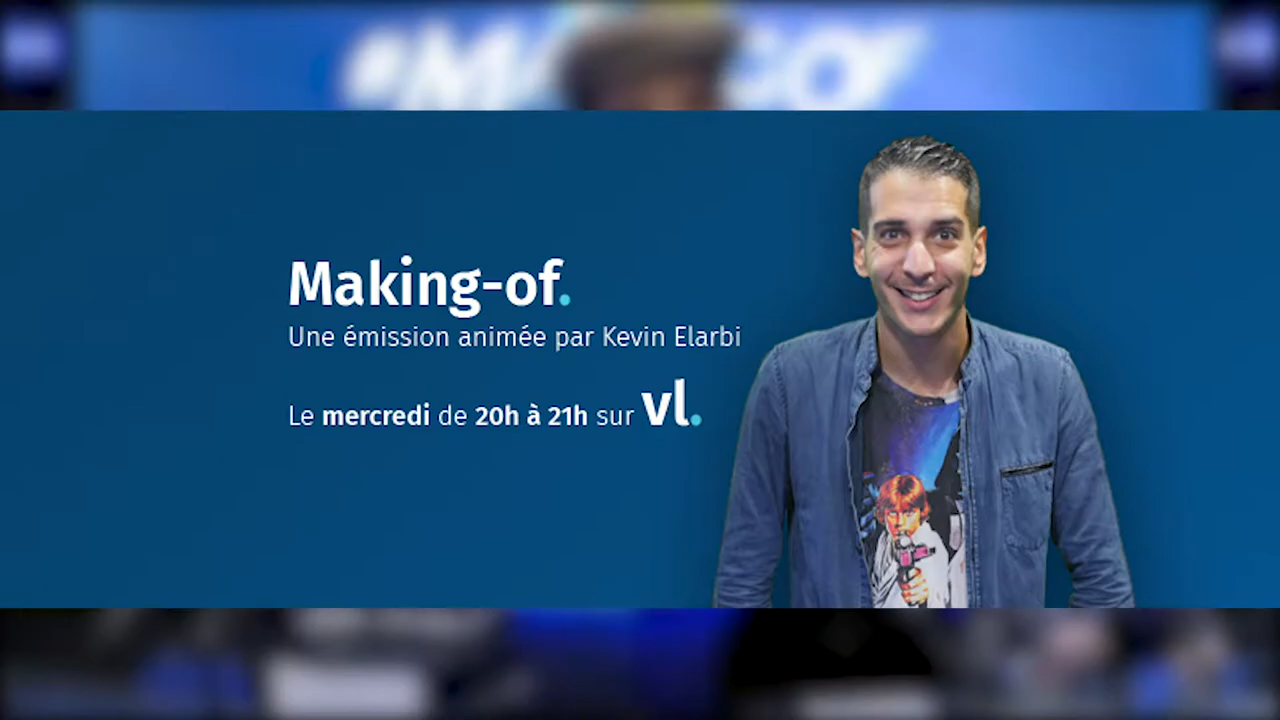 Making-of.
Une émission animée par Kevin Elarbi
Le mercredi de 20h à 21h sur vl.